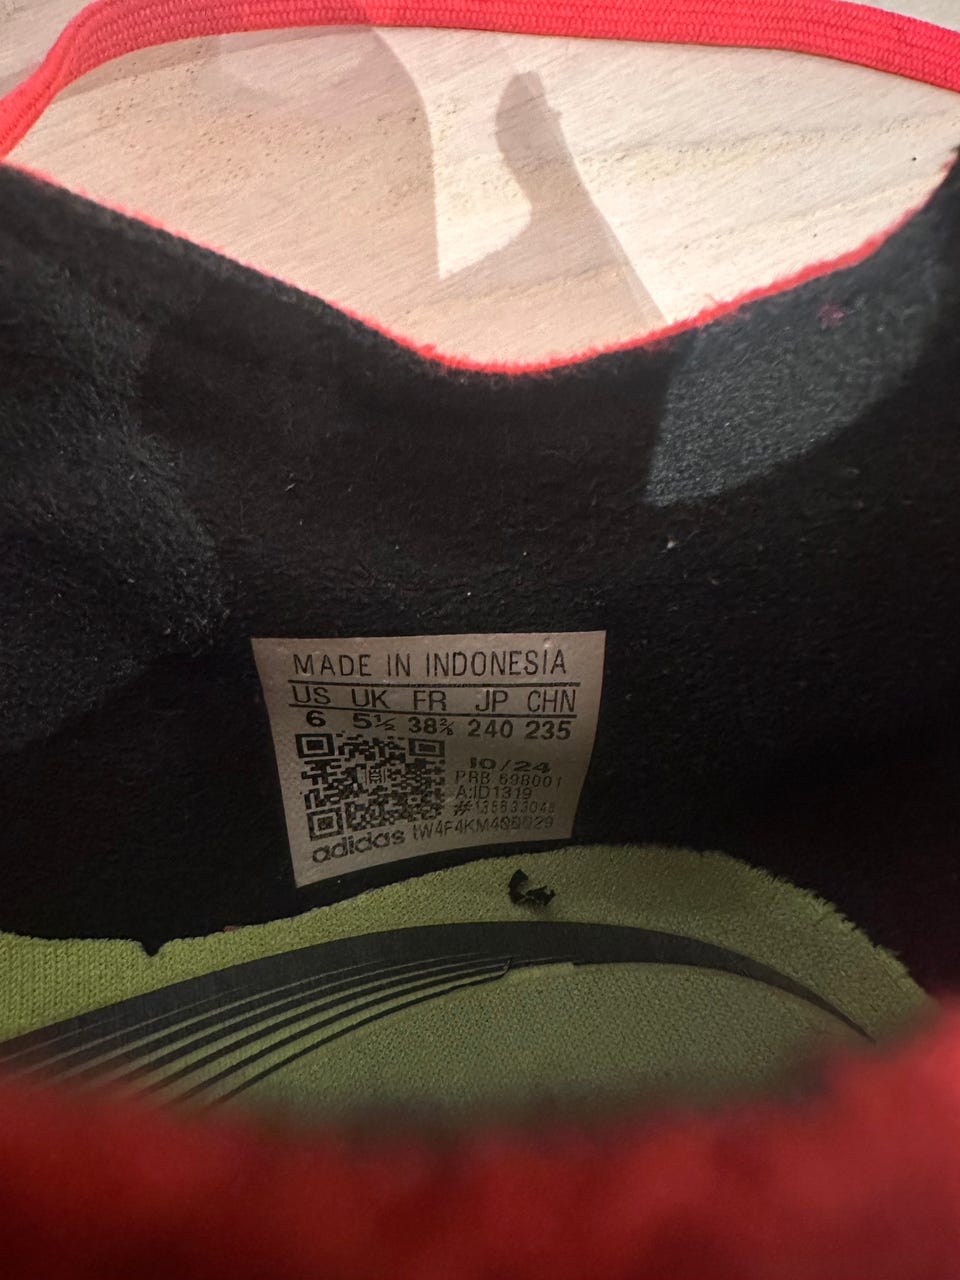 MADE IN INDONESIA
US UK FR JP CHN
6 5½ 38⅔ 240 235
10/24
PRB 698001
A:ID1319
adidas